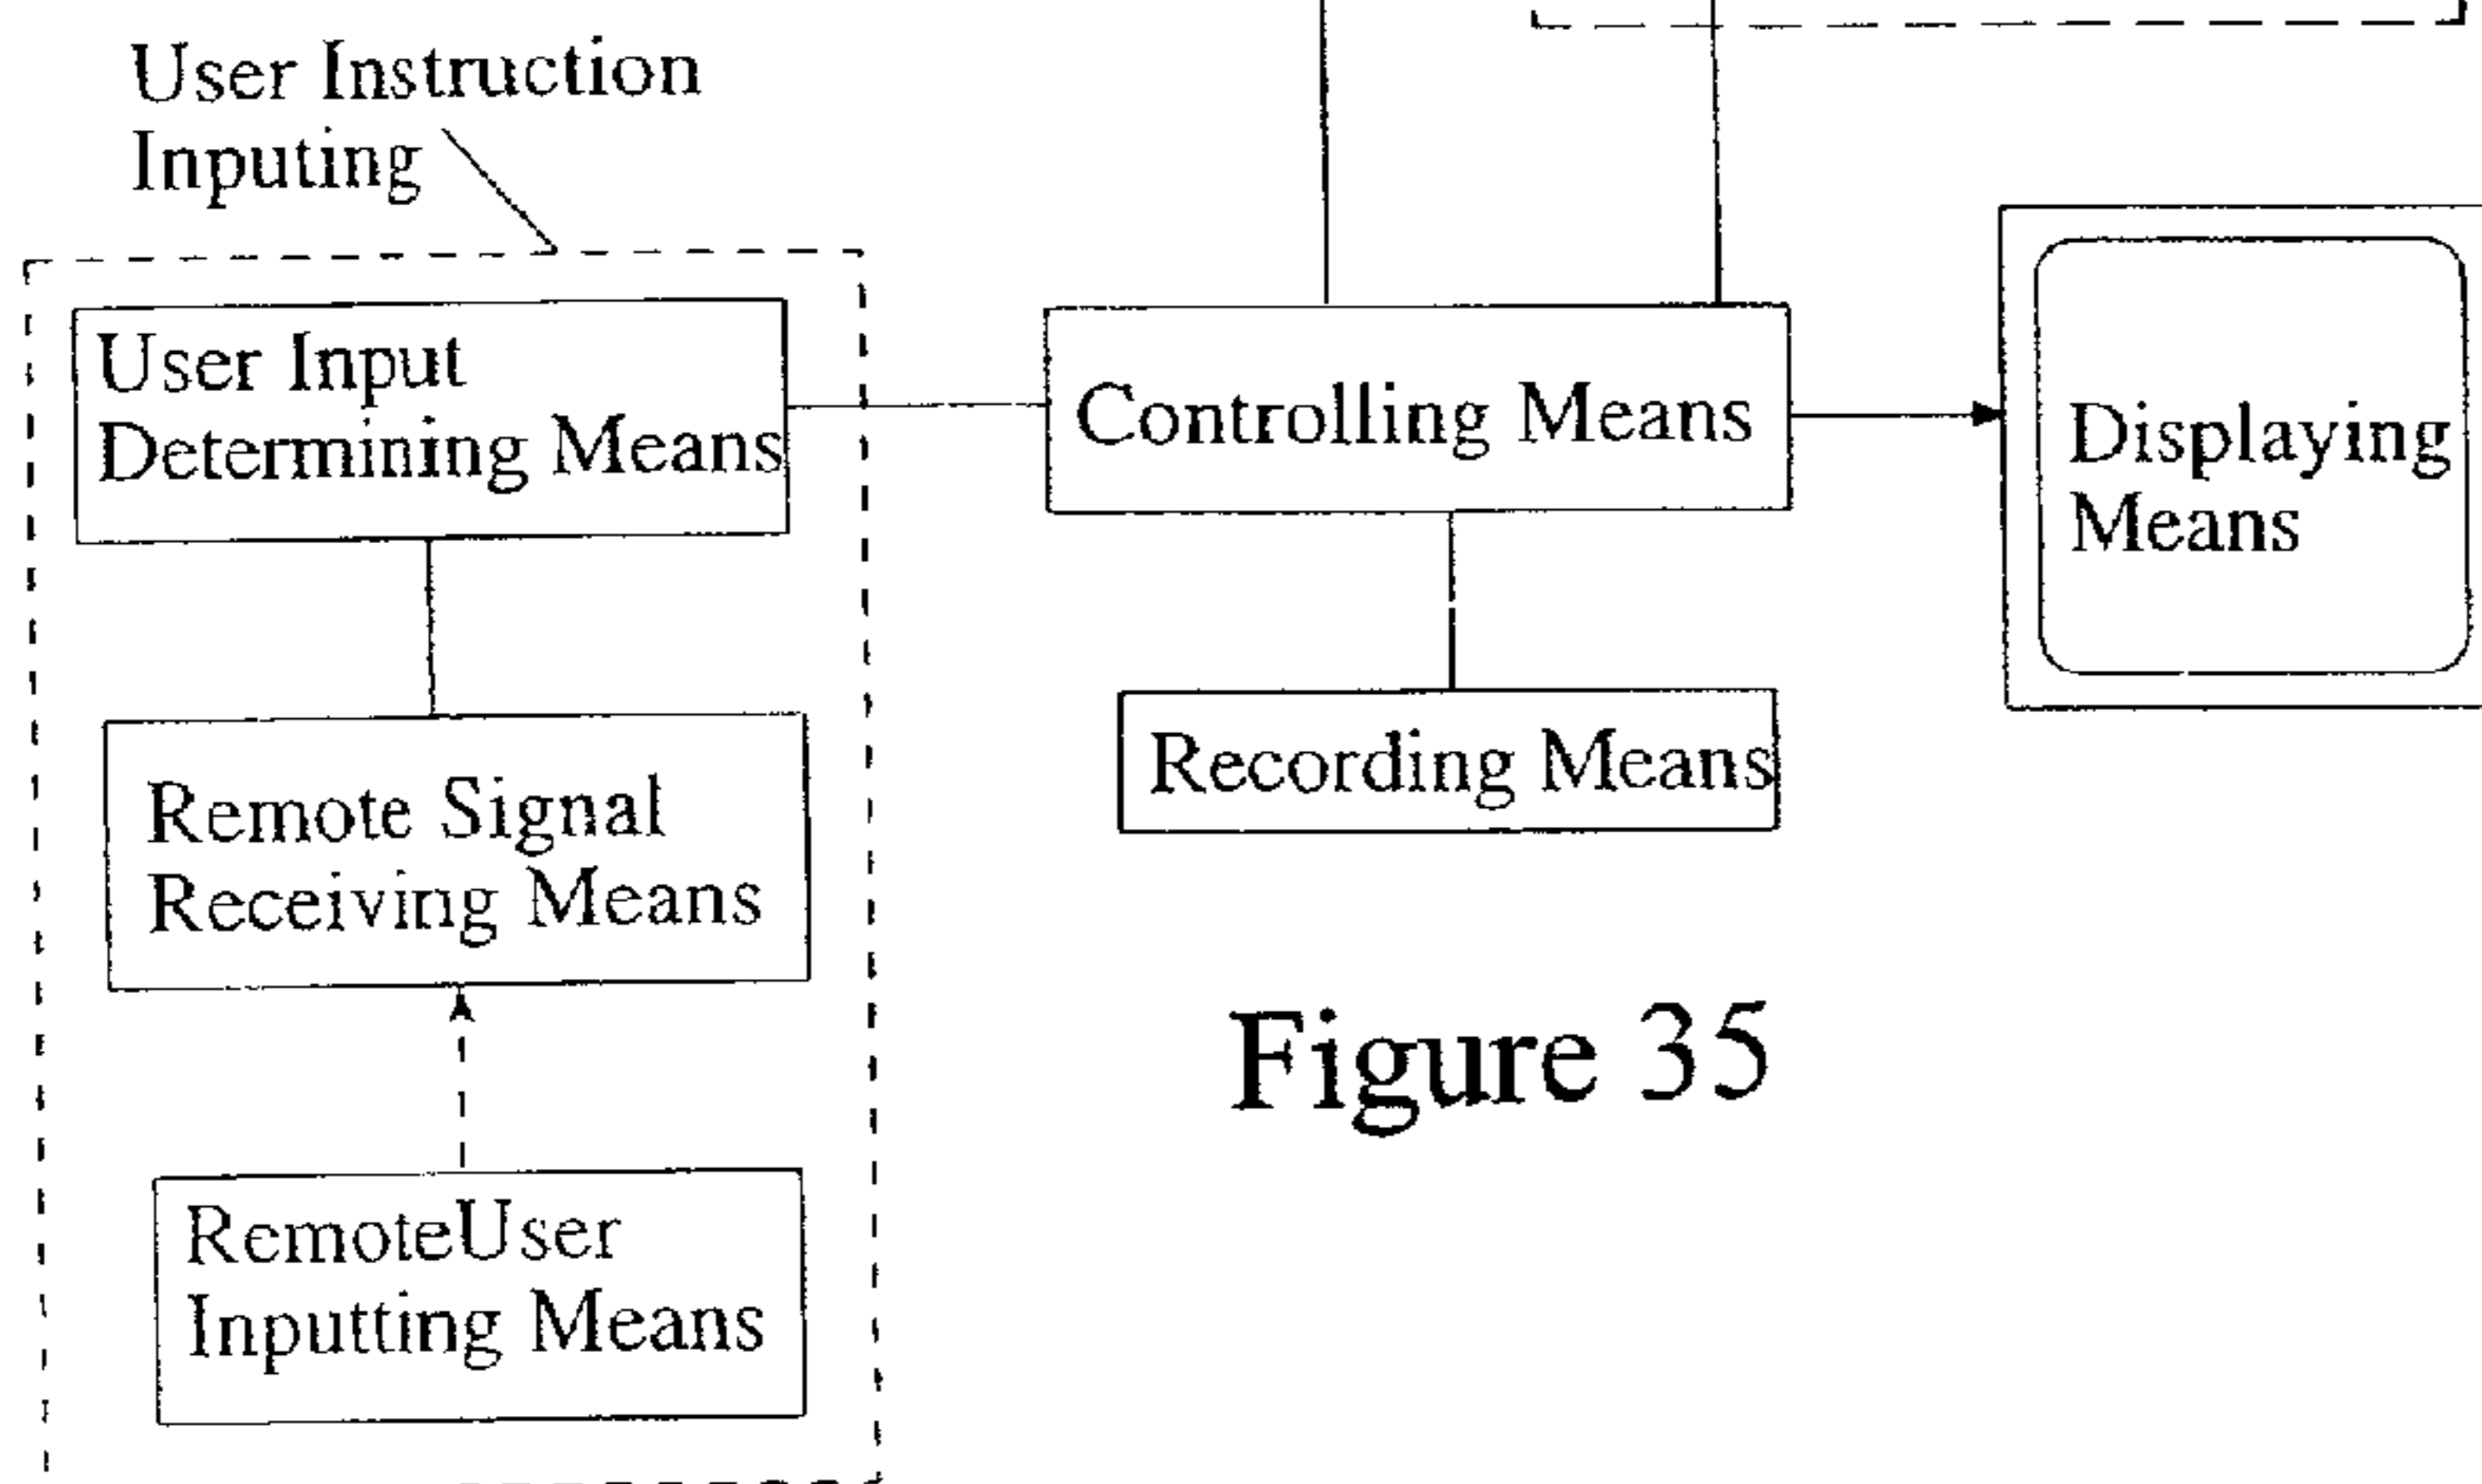 User Instruction
Inputing
User Input
Determining Means
Controlling Means
Displaying
Means
Remote Signal
Receiving Means
Recording Means
RemoteUser
Inputting Means
Figure 35